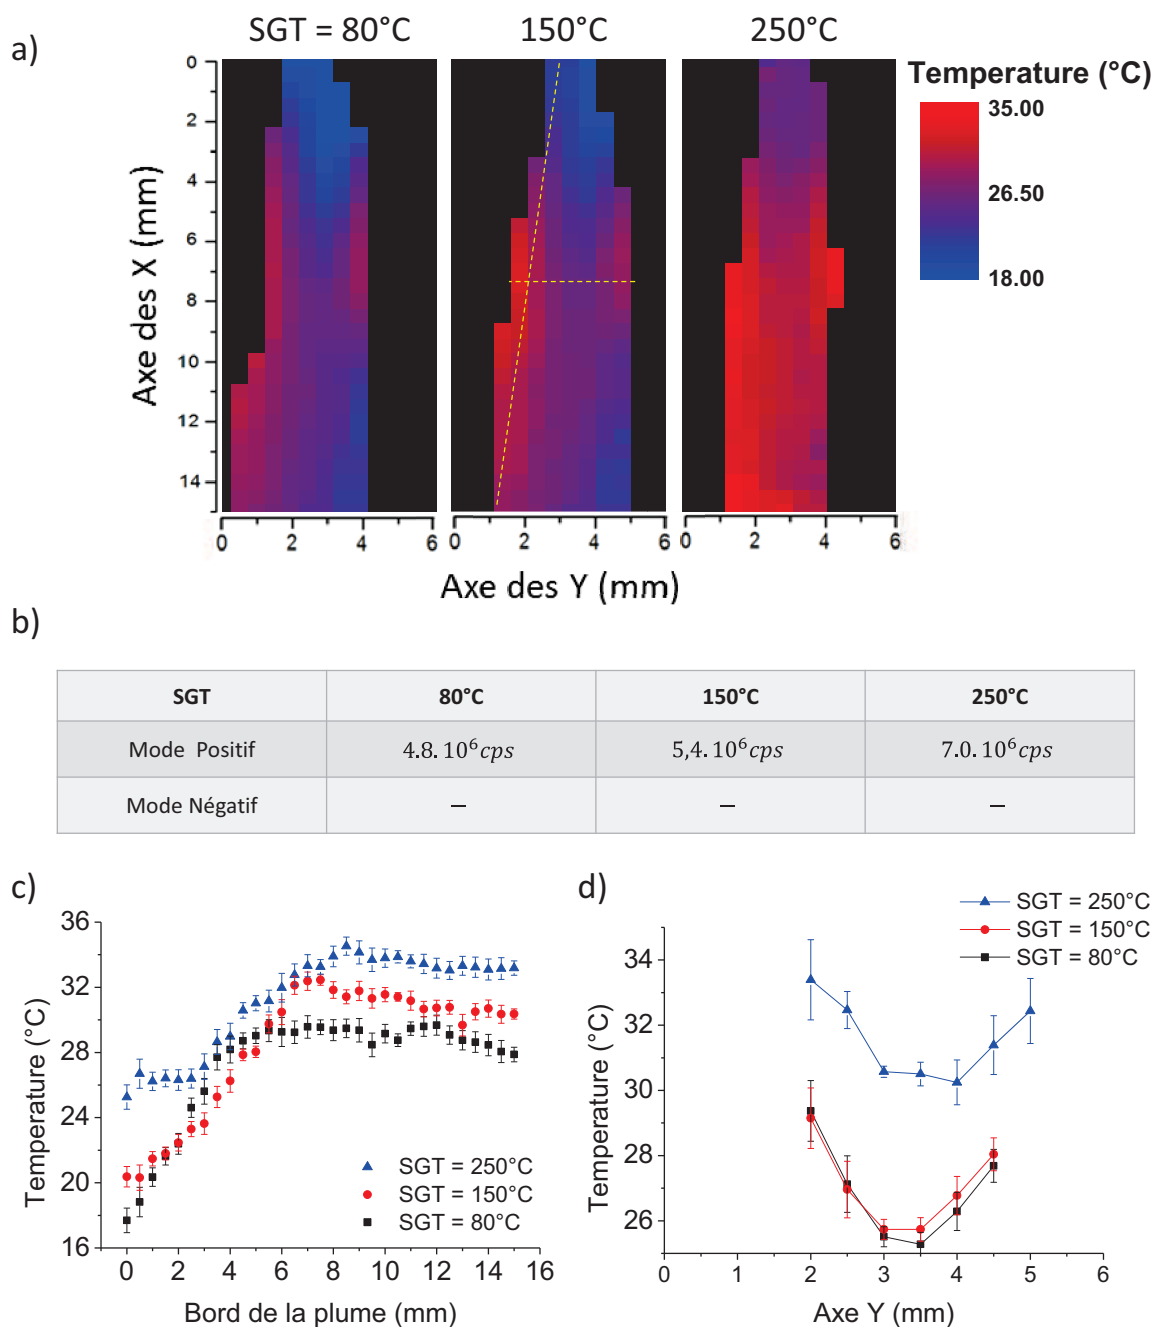 a)
SGT = 80°C 150°C 250°C
Temperature (°C)
35.00
26.50
18.00
Axe des X (mm)
0
2
4
6
8
10
12
14
0 2 4 6 0 2 4 6 0 2 4 6
Axe des Y (mm)
b)
SGT 80°C 150°C 250°C
Mode Positif 4.8.10⁶cps 5,4.10⁶cps 7.0.10⁶cps
Mode Négatif – – –
c)
Temperature (°C)
36
32
28
24
20
16
SGT = 250°C
SGT = 150°C
SGT = 80°C
0 2 4 6 8 10 12 14 16
Bord de la plume (mm)
d)
SGT = 250°C
SGT = 150°C
SGT = 80°C
Temperature (°C)
34
32
30
28
26
0 1 2 3 4 5 6
Axe Y (mm)